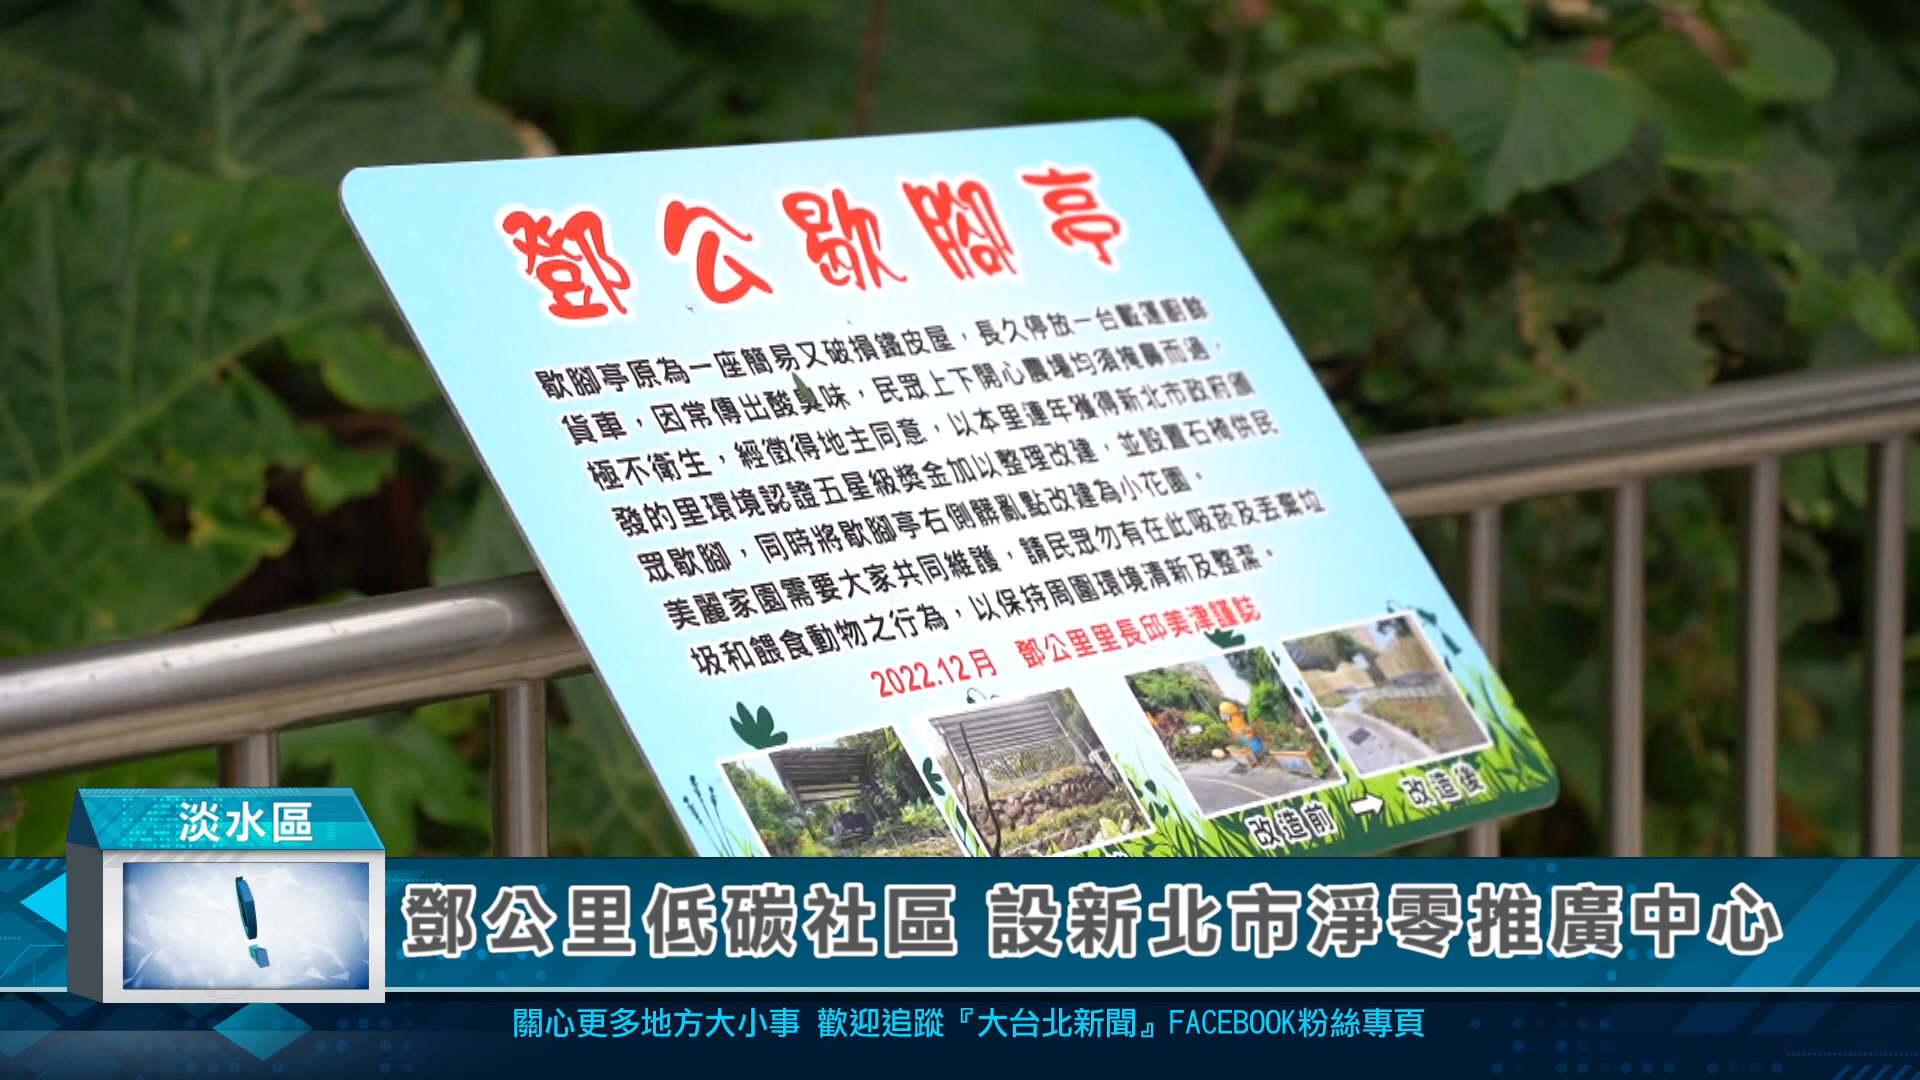 鄧公歇腳亭
歇腳亭原為一座簡易又破損鐵皮屋，長久停放一台載運廚餘
貨車，因常傳出酸臭味，民眾上下開心農場均須掩鼻而過，
極不衛生，經徵得地主同意，以本里連年獲得新北市政府頒
發的里環境認證五星級獎金加以整理改建，並設置石椅供民
眾歇腳，同時將歇腳亭右側髒亂點改建為小花園。
美麗家園需要大家共同維護，請民眾勿有在此吸菸及丟棄垃
圾和餵食動物之行為，以保持周圍環境清新及整潔。
2022.12月 鄧公里里長邱美津謹誌
改造前 → 改造後
淡水區
鄧公里低碳社區 設新北市淨零推廣中心
關心更多地方大小事 歡迎追蹤『大台北新聞』FACEBOOK粉絲專頁